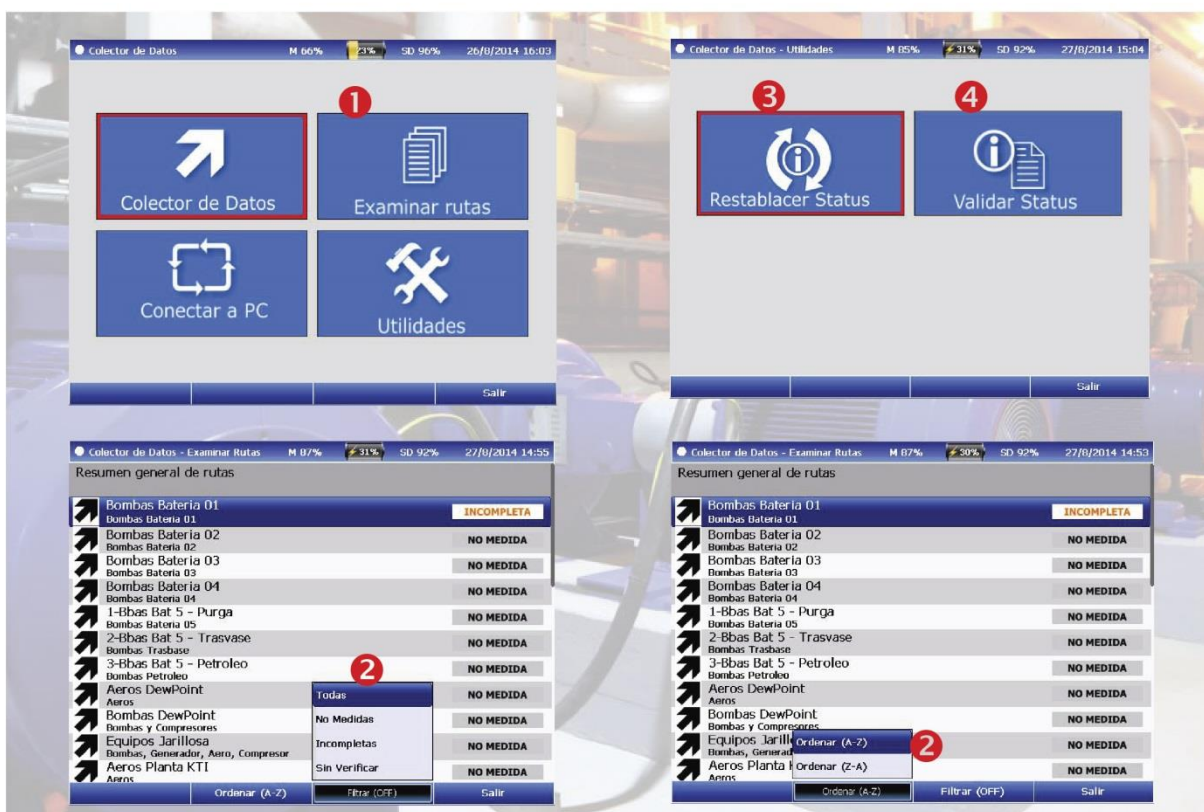 Colector de Datos M 66% 23% SD 96% 26/8/2014 16:03
1
Colector de Datos
Examinar rutas
Conectar a PC
Utilidades
Salir
Colector de Datos - Utilidades M 85% 31% SD 92% 27/8/2014 15:04
3
4
Restablacer Status
Validar Status
Salir
Colector de Datos - Examinar Rutas M 87% 31% SD 92% 27/8/2014 14:55
Resumen general de rutas
Bombas Bateria 01
Bombas Bateria 01
INCOMPLETA
Bombas Bateria 02
Bombas Bateria 02
NO MEDIDA
Bombas Bateria 03
Bombas Bateria 03
NO MEDIDA
Bombas Bateria 04
Bombas Bateria 04
NO MEDIDA
1-Bbas Bat 5 - Purga
Bombas Bateria 05
NO MEDIDA
2-Bbas Bat 5 - Trasvase
Bombas Trasbase
NO MEDIDA
3-Bbas Bat 5 - Petroleo
Bombas Petroleo
NO MEDIDA
2
Aeros DewPoint
Aeros
NO MEDIDA
Bombas DewPoint
Bombas y Compresores
NO MEDIDA
Equipos Jarillosa
Bombas, Generador, Aero, Compresor
NO MEDIDA
Aeros Planta KTI
Aeros
NO MEDIDA
Todas
No Medidas
Incompletas
Sin Verificar
Ordenar (A-Z) Filtrar (OFF) Salir
Colector de Datos - Examinar Rutas M 87% 30% SD 92% 27/8/2014 14:53
Resumen general de rutas
Bombas Bateria 01
Bombas Bateria 01
INCOMPLETA
Bombas Bateria 02
Bombas Bateria 02
NO MEDIDA
Bombas Bateria 03
Bombas Bateria 03
NO MEDIDA
Bombas Bateria 04
Bombas Bateria 04
NO MEDIDA
1-Bbas Bat 5 - Purga
Bombas Bateria 05
NO MEDIDA
2-Bbas Bat 5 - Trasvase
Bombas Trasbase
NO MEDIDA
3-Bbas Bat 5 - Petroleo
Bombas Petroleo
NO MEDIDA
Aeros DewPoint
Aeros
NO MEDIDA
Bombas DewPoint
Bombas y Compresores
NO MEDIDA
Equipos
Bombas,
NO MEDIDA
Aeros Planta
Aeros
NO MEDIDA
Ordenar (A-Z)
Ordenar (Z-A)
2
Ordenar (A-Z) Filtrar (OFF) Salir